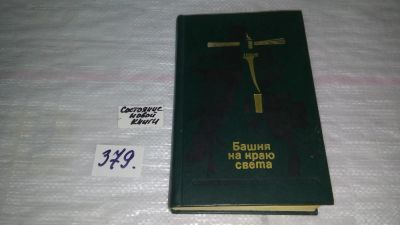 Состояние
новой
книги
379.
Башня
на краю
света